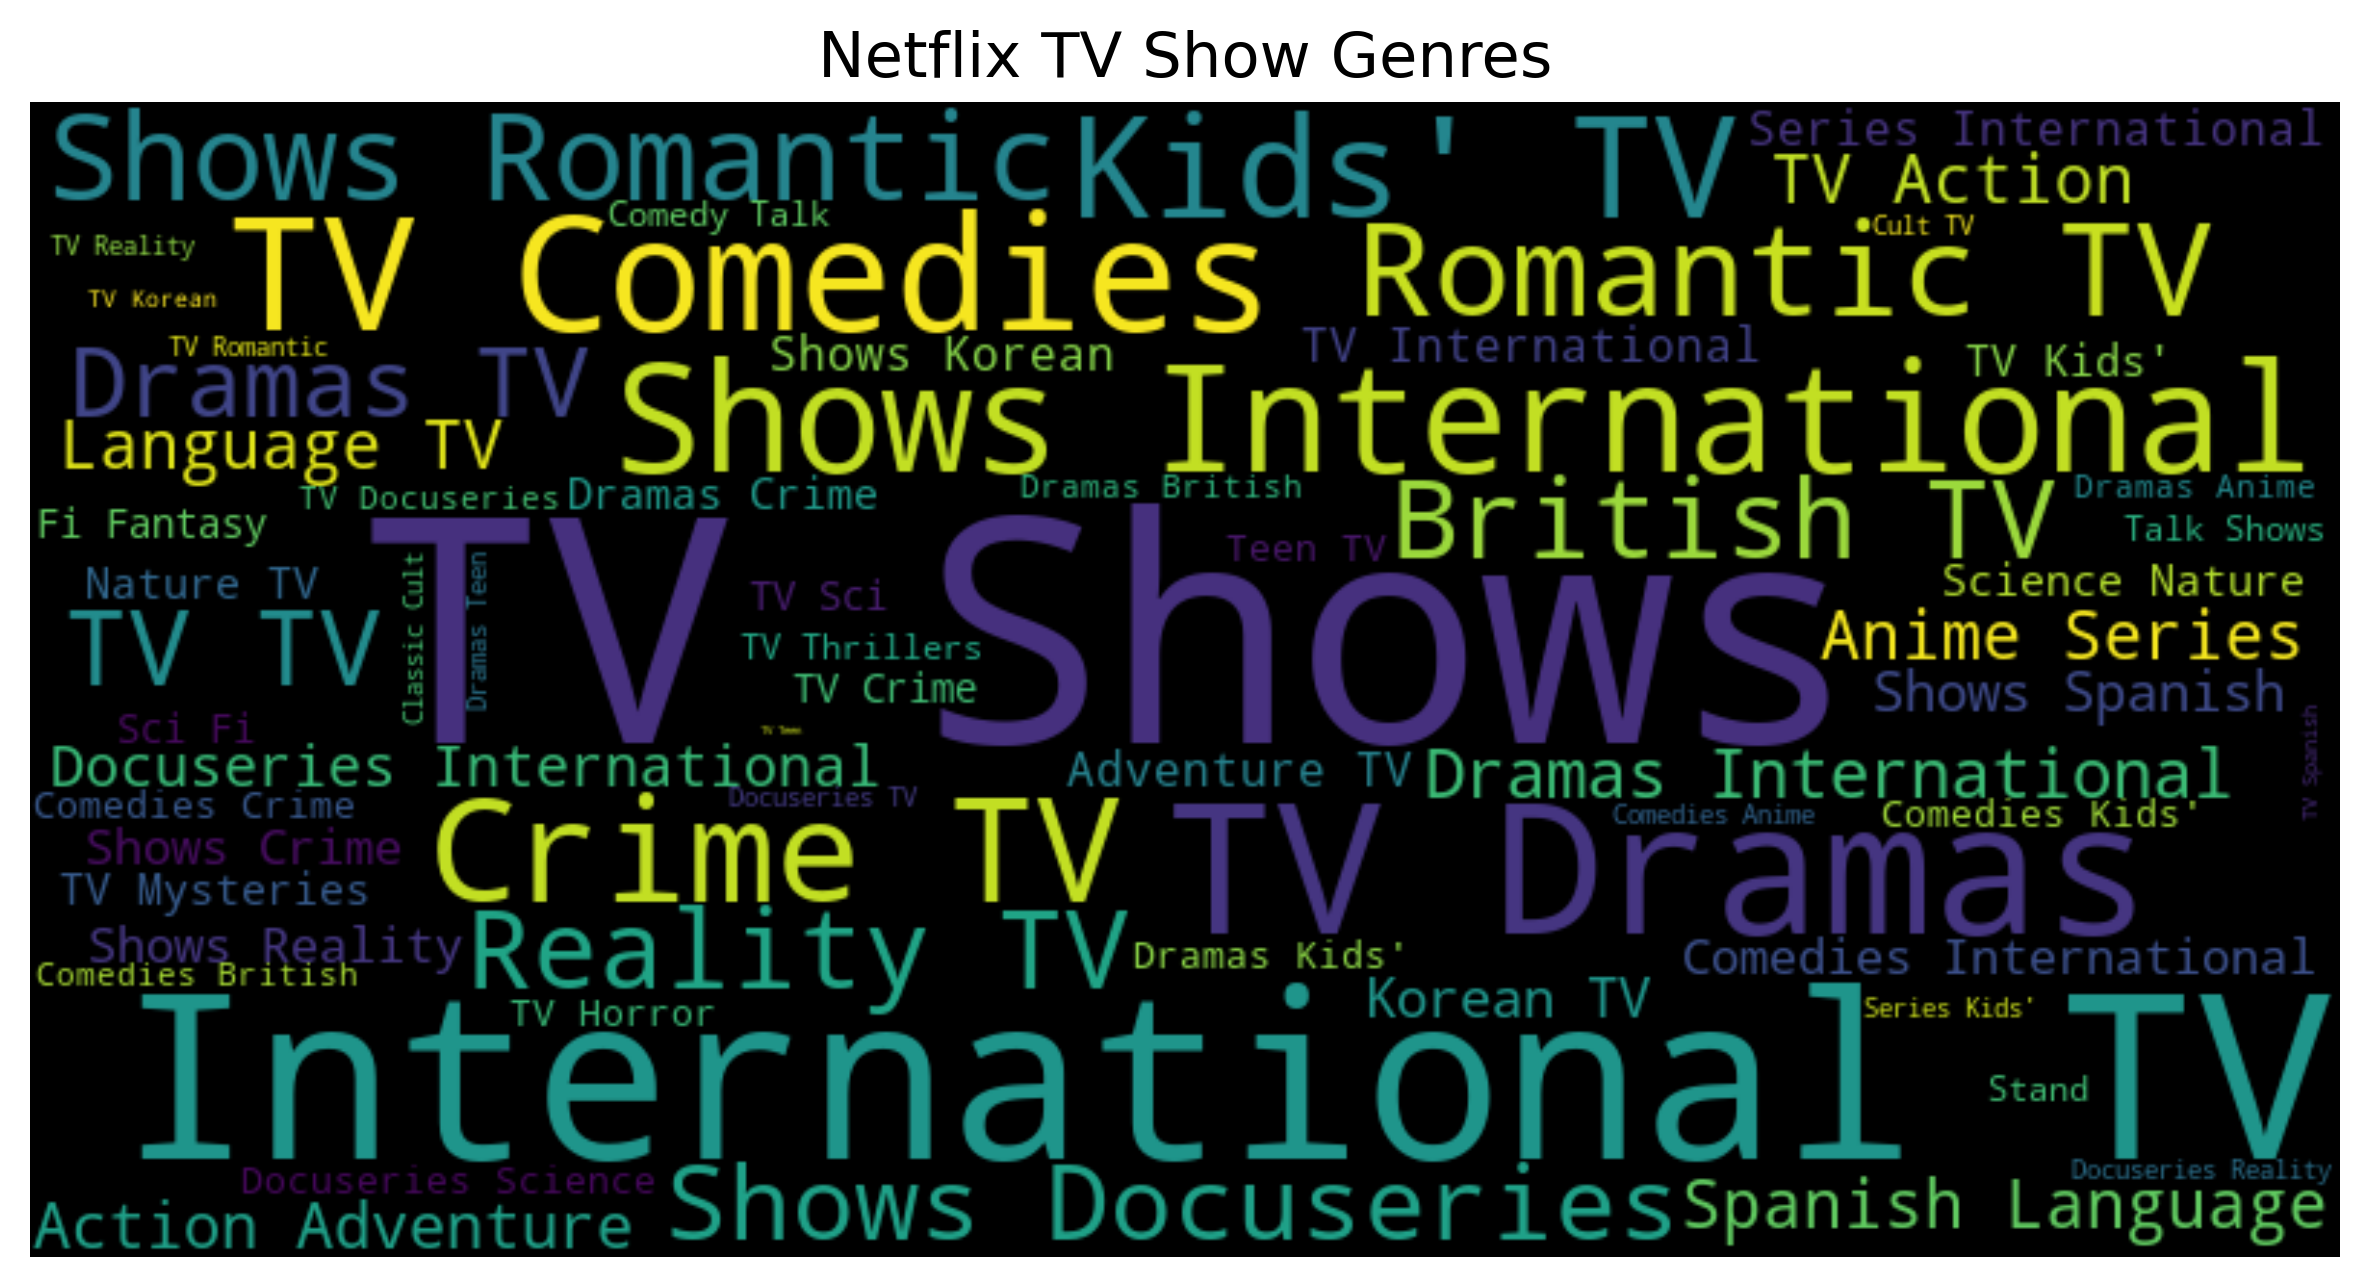 Netflix TV Show Genres
Shows Romantic
Kids' TV
Series International
TV Action
Comedy Talk
Cult TV
TV Reality
TV Comedies
Romantic TV
TV Korean
TV Romantic
Shows Korean
TV International
TV Kids'
Dramas TV
Shows International
Language TV
TV Docuseries
Dramas Crime
Dramas British
British TV
Dramas Anime
Fi Fantasy
Talk Shows
TV Shows
Teen TV
Nature TV
Classic Cult
Dramas Teen
TV Sci
Science Nature
TV TV
TV Thrillers
Anime Series
TV Crime
Shows Spanish
Sci Fi
TV Teen
TV Spanish
Docuseries International
Adventure TV
Dramas International
Comedies Crime
Docuseries TV
Crime TV
TV Dramas
Comedies Anime
Comedies Kids'
Shows Crime
TV Mysteries
Shows Reality
Reality TV
Dramas Kids'
Comedies International
Comedies British
TV Horror
Korean TV
Series Kids'
International TV
Stand
Docuseries Science
Shows Docuseries
Docuseries Reality
Action Adventure
Spanish Language